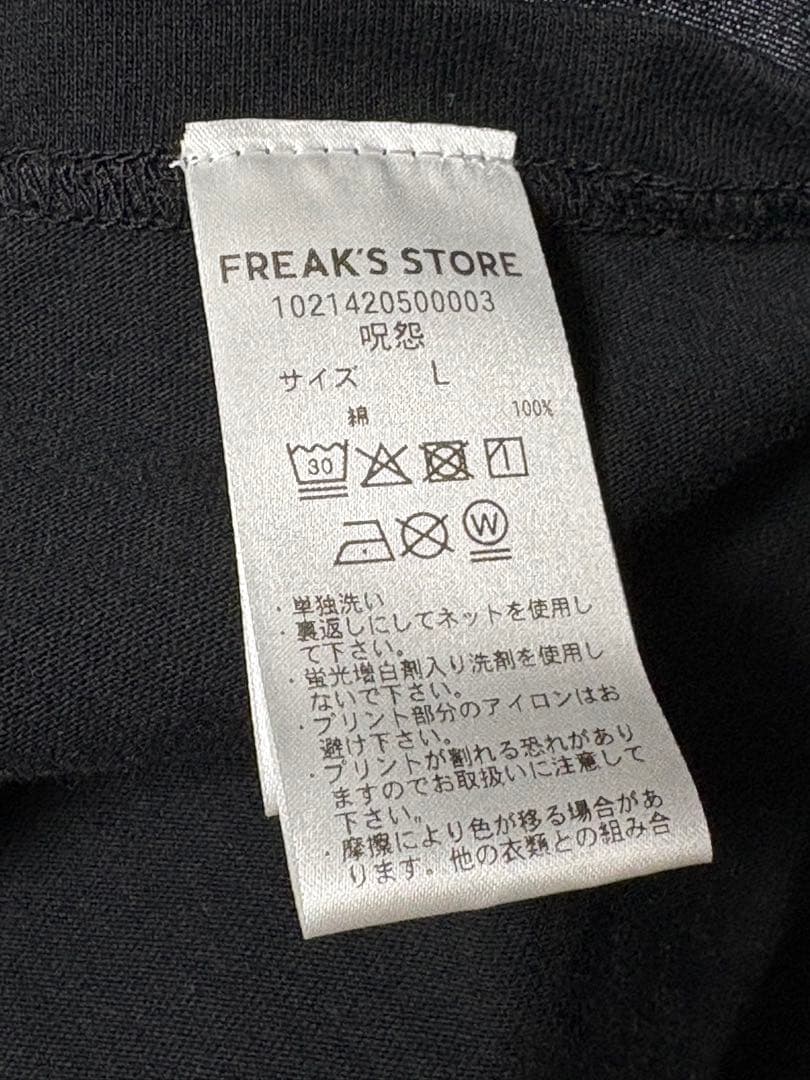 FREAK'S STORE
1021420500003
呪怨
サイズ L
綿 100%
30
W
・単独洗い
・裏返しにしてネットを使用し
て下さい。
・蛍光増白剤入り洗剤を使用し
ないで下さい。
・プリント部分のアイロンはお
避け下さい。
・プリントが割れる恐れがあり
ますのでお取扱いに注意して
下さい。
・摩擦により色が移る場合があ
ります。他の衣類との組み合